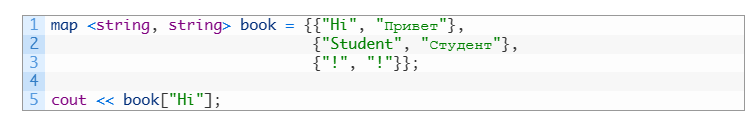 1 map <string, string> book = {{"Hi", "Привет"},
2 {"Student", "Студент"},
3 {"!", "!"}};
4
5 cout << book["Hi"];